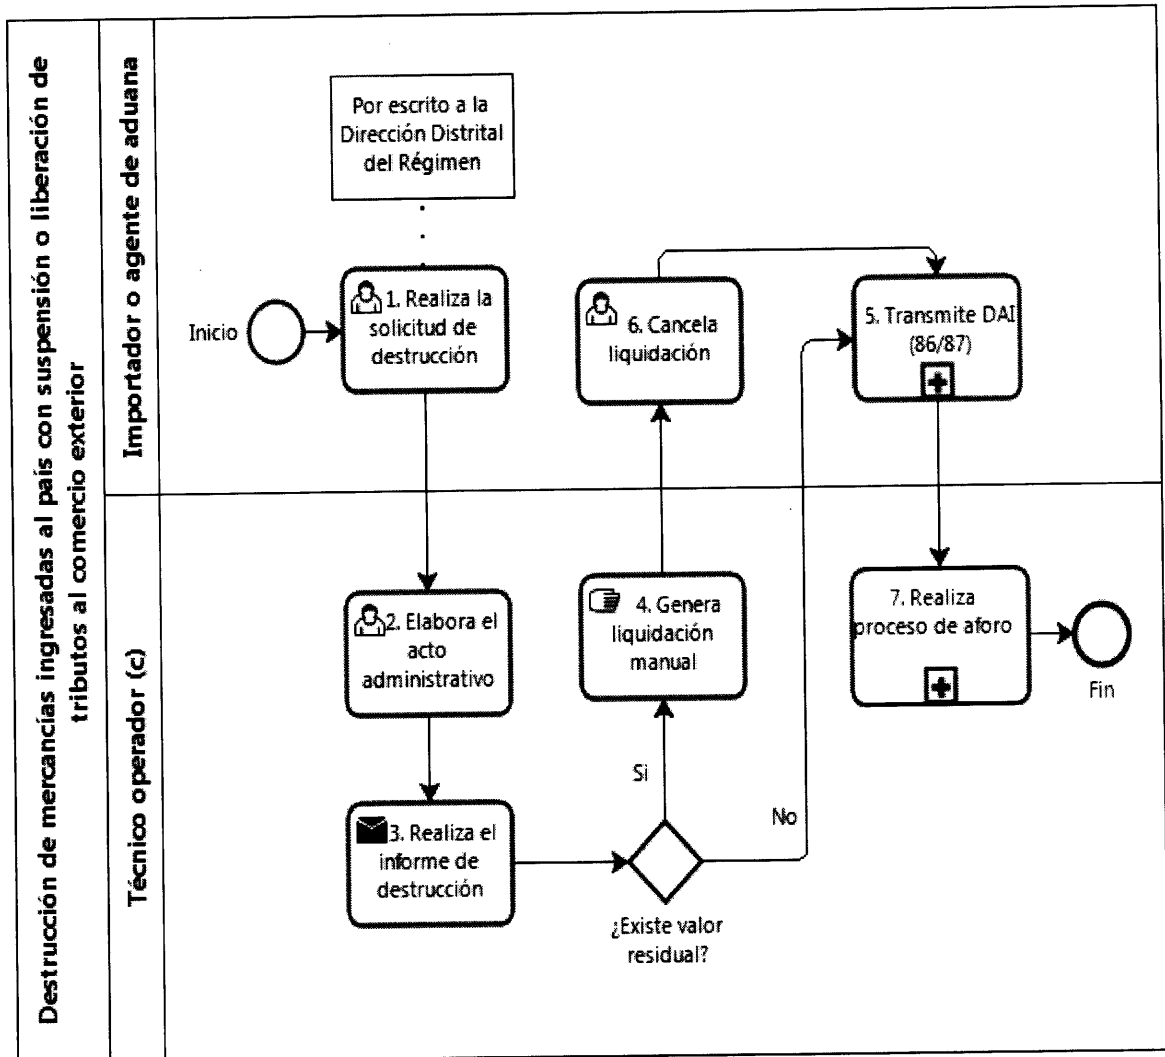 Destrucción de mercancías ingresadas al país con suspensión o liberación de
tributos al comercio exterior
Importador o agente de aduana
Por escrito a la
Dirección Distrital
del Régimen
Inicio
1. Realiza la
solicitud de
destrucción
6. Cancela
liquidación
5. Transmite DAI
(86/87)
Técnico operador (c)
2. Elabora el
acto
administrativo
4. Genera
liquidación
manual
7. Realiza
proceso de aforo
Fin
Si
No
3. Realiza el
informe de
destrucción
¿Existe valor
residual?